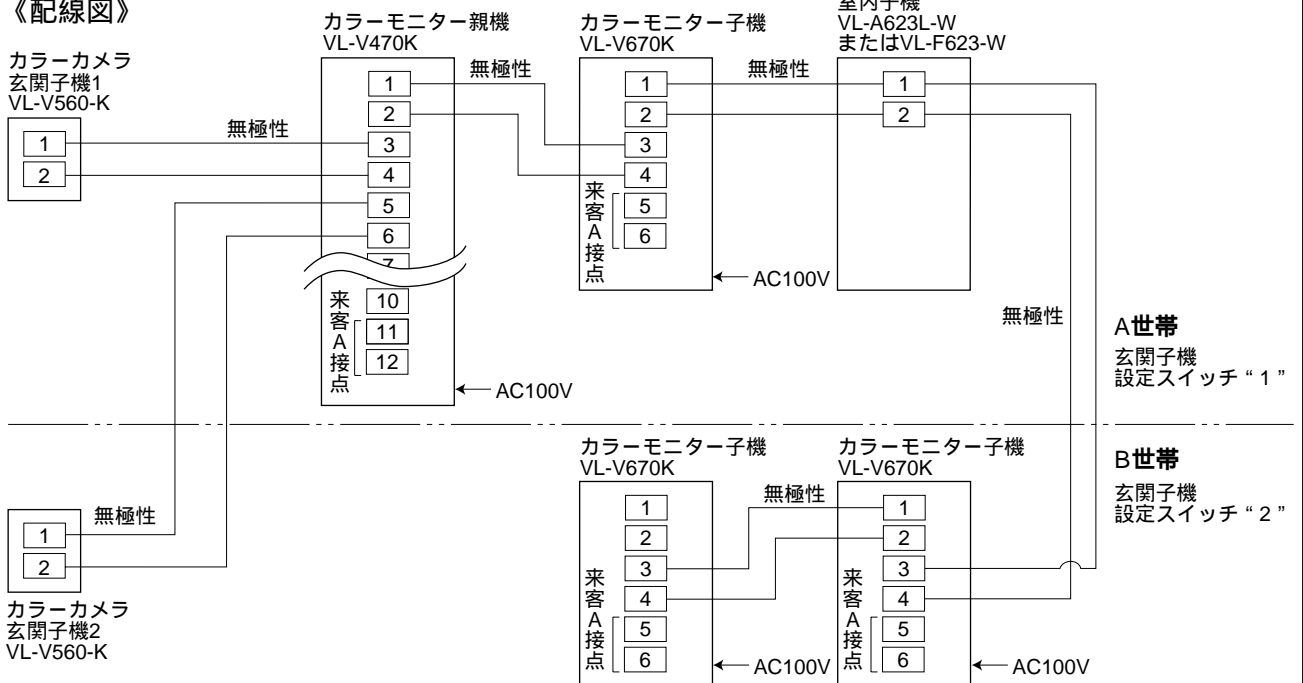 《配線図》
カラーカメラ
玄関子機1
VL-V560-K
1
2
無極性
カラーモニター親機
VL-V470K
1
2
3
4
5
6
7
10
11
12
来客A接点
AC100V
無極性
カラーモニター子機
VL-V670K
1
2
3
4
5
6
来客A接点
AC100V
無極性
室内子機
VL-A623L-W
またはVL-F623-W
1
2
無極性
A世帯
玄関子機
設定スイッチ“1”
1
2
無極性
カラーカメラ
玄関子機2
VL-V560-K
カラーモニター子機
VL-V670K
1
2
3
4
5
6
来客A接点
AC100V
無極性
カラーモニター子機
VL-V670K
1
2
3
4
5
6
来客A接点
AC100V
B世帯
玄関子機
設定スイッチ“2”